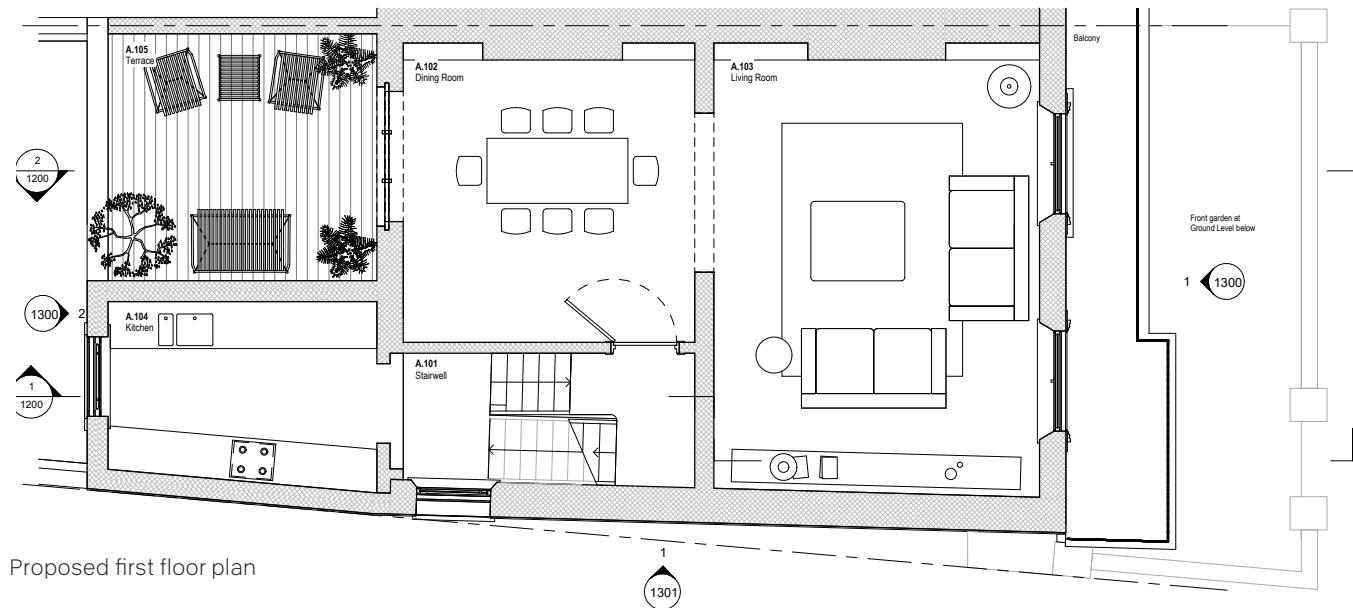 A.105
Terrace
A.102
Dining Room
A.103
Living Room
Balcony
2
1200
Front garden at
Ground Level below
1
1300
1300
2
A.104
Kitchen
A.101
Stairwell
1
1200
Proposed first floor plan
1
1301